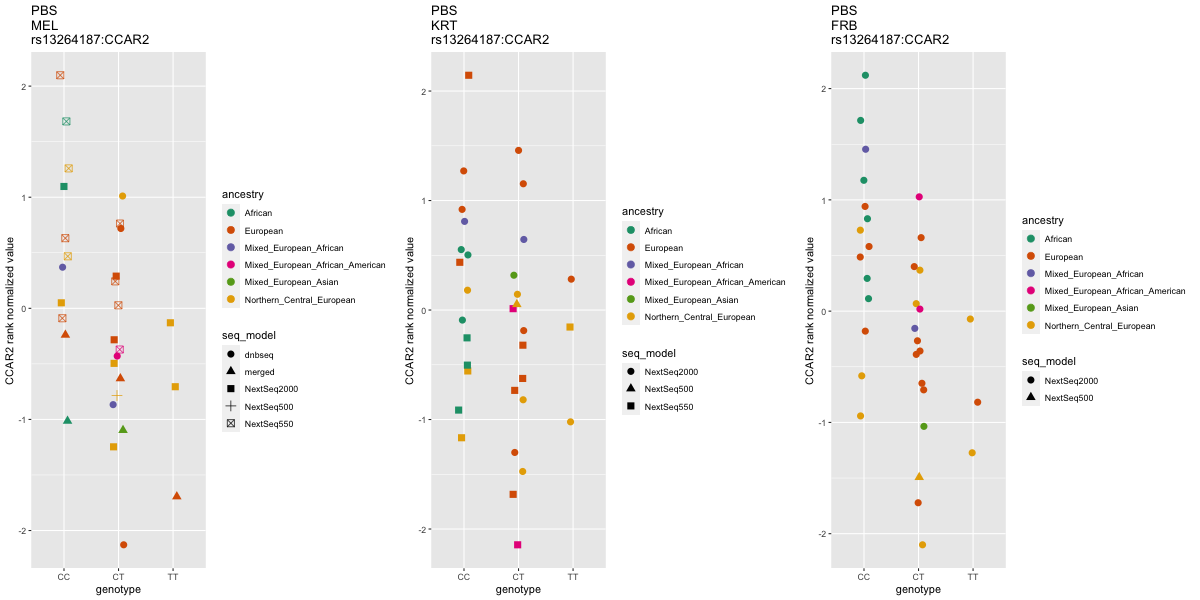 PBS
MEL
rs13264187:CCAR2
CCAR2 rank normalized value
2
1
0
-1
-2
CC
CT
TT
genotype
ancestry
African
European
Mixed_European_African
Mixed_European_African_American
Mixed_European_Asian
Northern_Central_European
seq_model
dnbseq
merged
NextSeq2000
NextSeq500
NextSeq550
PBS
KRT
rs13264187:CCAR2
CCAR2 rank normalized value
2
1
0
-1
-2
CC
CT
TT
genotype
ancestry
African
European
Mixed_European_African
Mixed_European_African_American
Mixed_European_Asian
Northern_Central_European
seq_model
NextSeq2000
NextSeq500
NextSeq550
PBS
FRB
rs13264187:CCAR2
CCAR2 rank normalized value
2
1
0
-1
-2
CC
CT
TT
genotype
ancestry
African
European
Mixed_European_African
Mixed_European_African_American
Mixed_European_Asian
Northern_Central_European
seq_model
NextSeq2000
NextSeq500